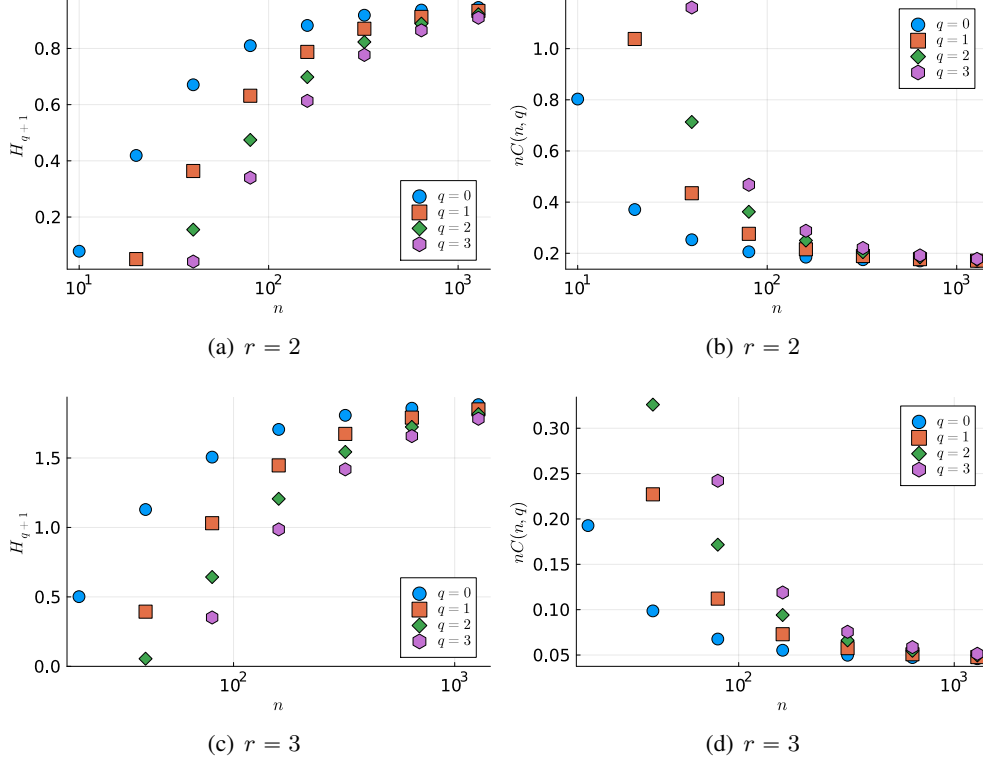 0.8
0.6
0.4
0.2
H_{q+1}
10^1
10^2
10^3
n
q = 0
q = 1
q = 2
q = 3
(a) r = 2
1.0
0.8
0.6
0.4
0.2
nC(n, q)
10^1
10^2
10^3
n
q = 0
q = 1
q = 2
q = 3
(b) r = 2
1.5
1.0
0.5
0.0
H_{q+1}
10^2
10^3
n
q = 0
q = 1
q = 2
q = 3
(c) r = 3
0.30
0.25
0.20
0.15
0.10
0.05
nC(n, q)
10^2
10^3
n
q = 0
q = 1
q = 2
q = 3
(d) r = 3